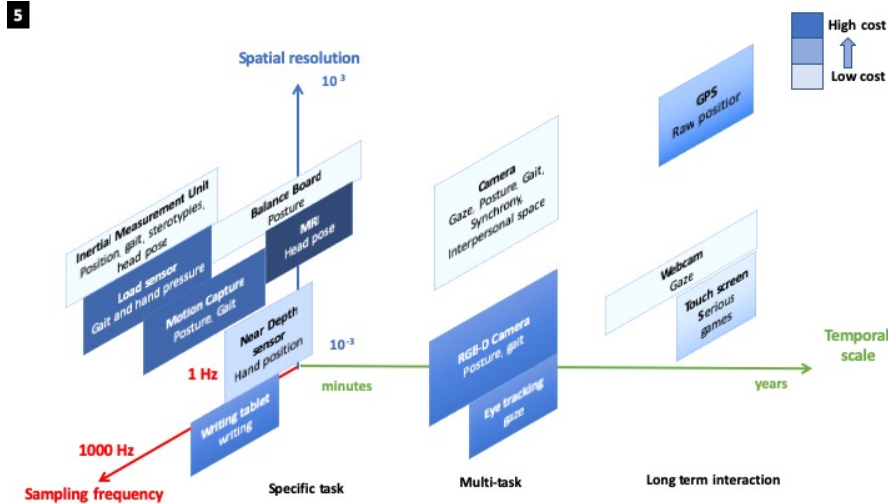 5
High cost
Low cost
Spatial resolution
10 3
GPS
Raw position
Inertial Measurement Unit
Position, gait, sterotypies,
head pose
Balance Board
Posture
MRI
Head pose
Camera
Gaze, Posture, Gait,
Synchrony,
Interpersonal space
Load sensor
Gait and hand pressure
Motion Capture
Posture, Gait
Webcam
Gaze
Touch screen
Serious
games
Near Depth
sensor
Hand position
10 -3
RGB-D Camera
Posture, gait
Temporal
scale
1 Hz
minutes
years
Writing tablet
writing
Eye tracking
gaze
1000 Hz
Sampling frequency
Specific task
Multi-task
Long term interaction